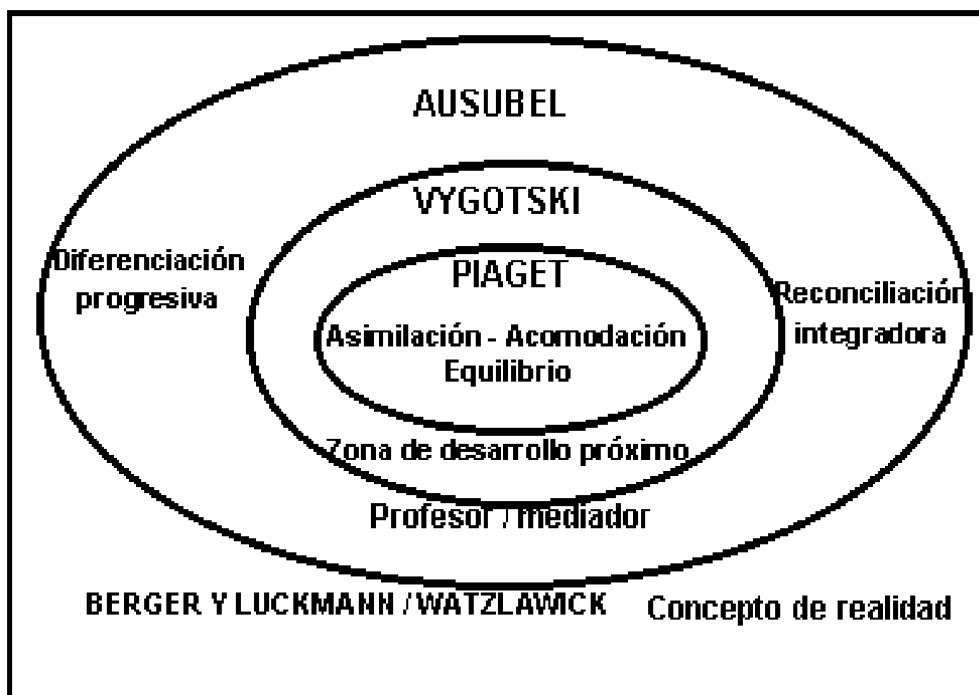 AUSUBEL
VYGOTSKI
Diferenciación
progresiva
PIAGET
Asimilación - Acomodación
Equilibrio
Reconciliación
integradora
Zona de desarrollo próximo
Profesor / mediador
BERGER Y LUCKMANN / WATZLAWICK
Concepto de realidad